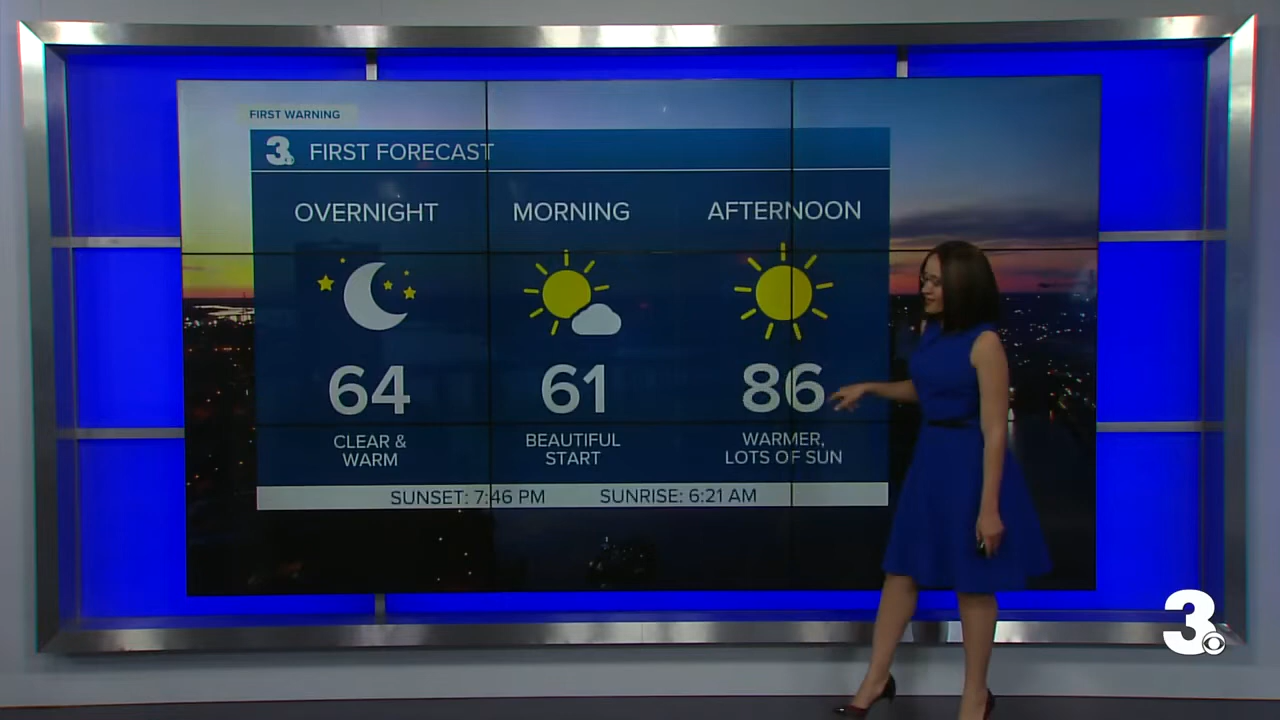 FIRST WARNING
3 FIRST FORECAST
OVERNIGHT
MORNING
AFTERNOON
64
61
86
CLEAR &
WARM
BEAUTIFUL
START
WARMER,
LOTS OF SUN
SUNSET: 7:46 PM
SUNRISE: 6:21 AM
3